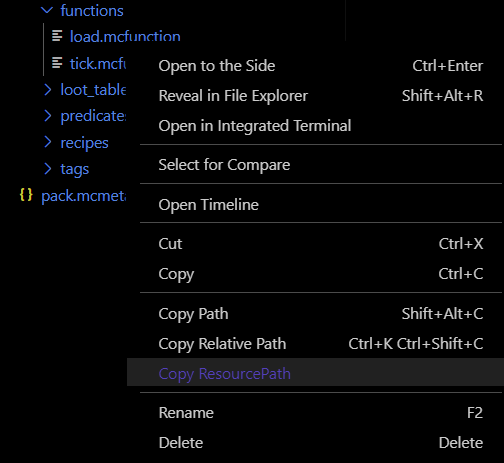 functions
load.mcfunction
tick.mcfu
Open to the Side Ctrl+Enter
loot_table
Reveal in File Explorer Shift+Alt+R
predicates
Open in Integrated Terminal
recipes
Select for Compare
tags
{} pack.mcmeta
Open Timeline
Cut Ctrl+X
Copy Ctrl+C
Copy Path Shift+Alt+C
Copy Relative Path Ctrl+K Ctrl+Shift+C
Copy ResourcePath
Rename F2
Delete Delete